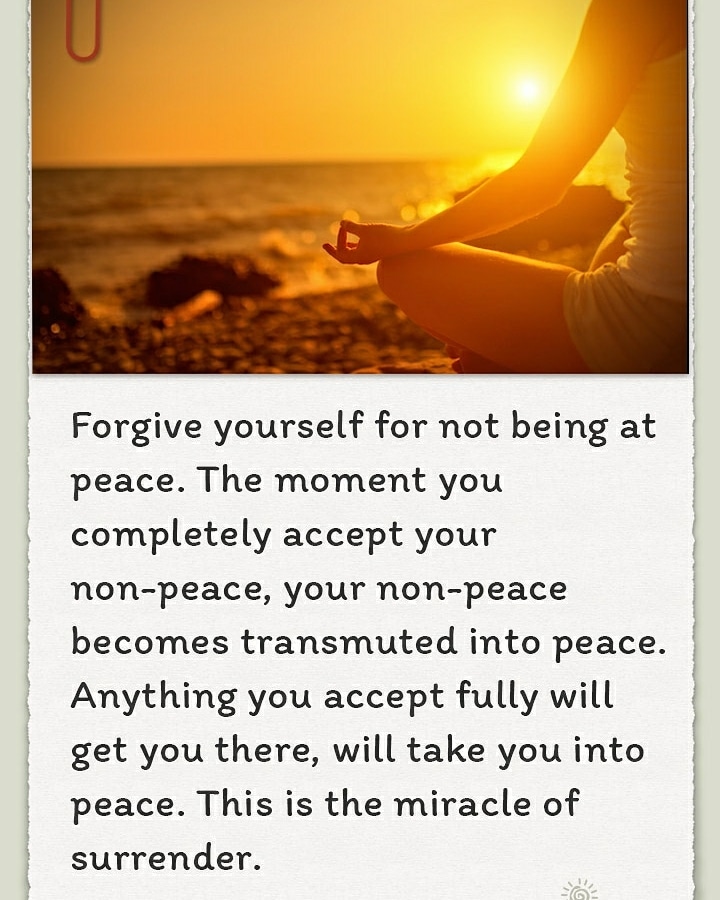 Forgive yourself for not being at
peace. The moment you
completely accept your
non-peace, your non-peace
becomes transmuted into peace.
Anything you accept fully will
get you there, will take you into
peace. This is the miracle of
surrender.